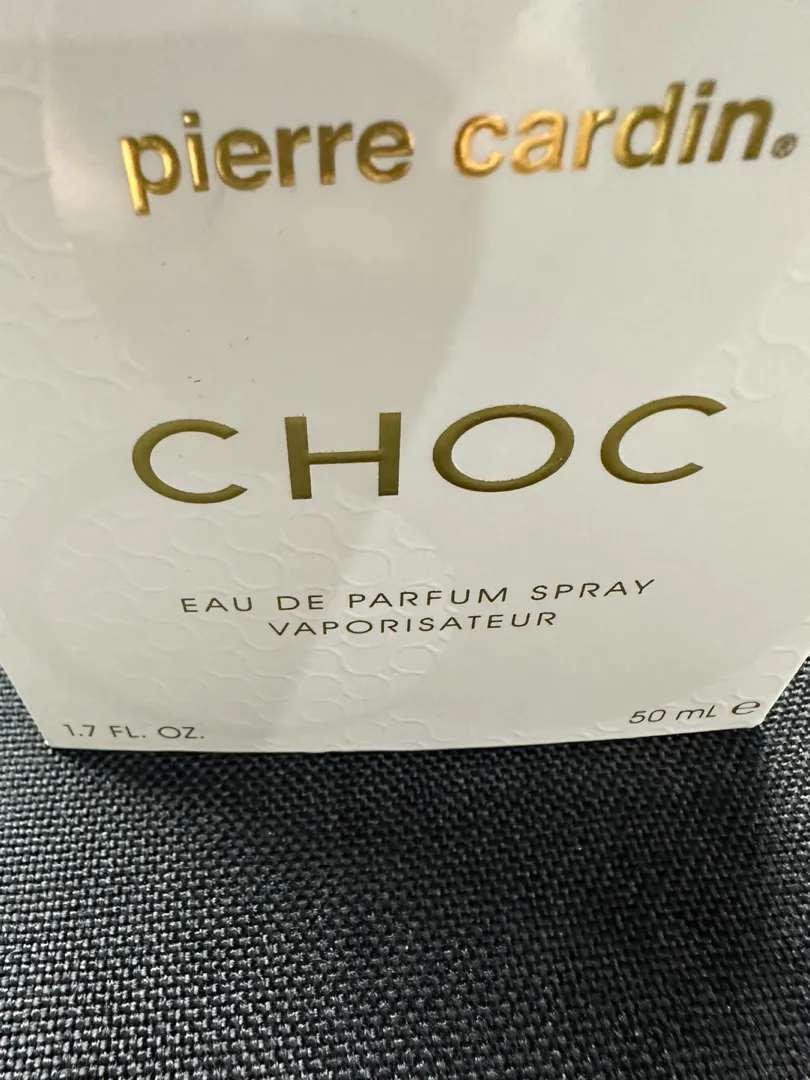 pierre cardin®
CHOC
EAU DE PARFUM SPRAY
VAPORISATEUR
1.7 FL. OZ.
50 mL ℮